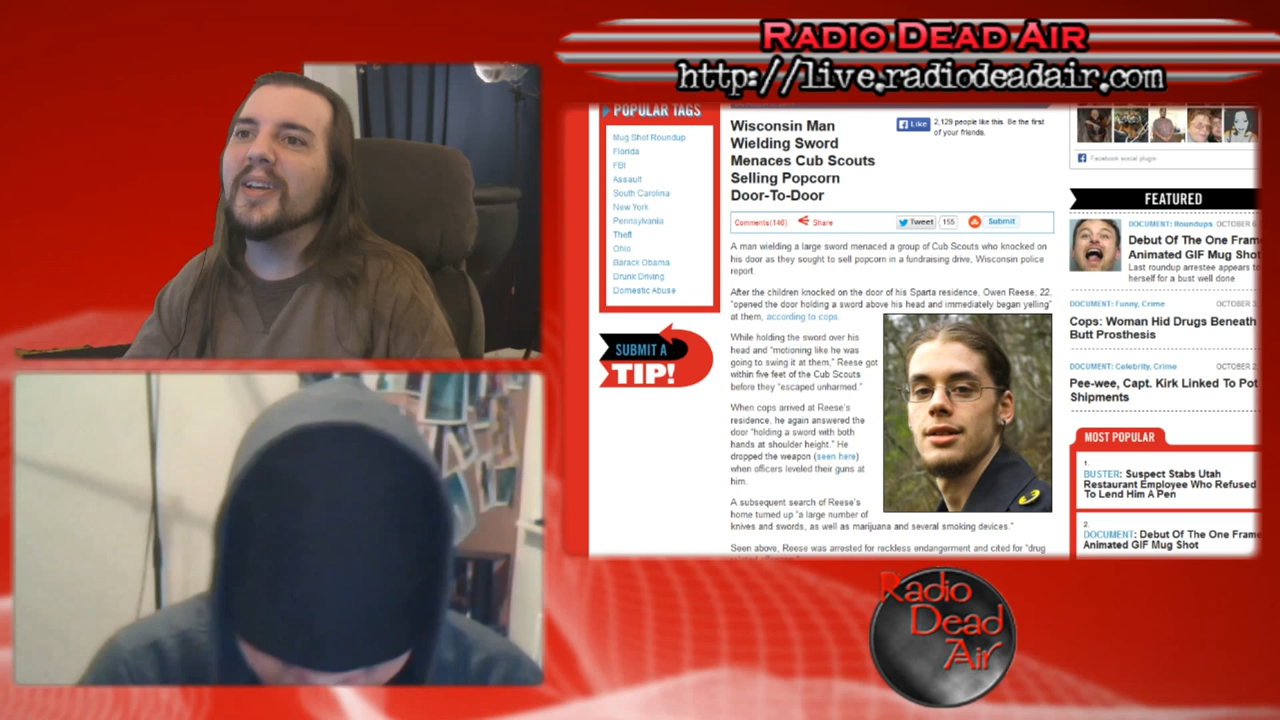 RADIO DEAD AIR
http://live.radiodeadair.com
POPULAR TAGS
Mug Shot Roundup
Florida
FBI
Assault
South Carolina
New York
Pennsylvania
Theft
Ohio
Barack Obama
Drunk Driving
Domestic Abuse
SUBMIT A
TIP!
Wisconsin Man
Wielding Sword
Menaces Cub Scouts
Selling Popcorn
Door-To-Door
Like
2,129 people like this. Be the first
of your friends.
Comments(146)
Share
Tweet
155
Submit
A man wielding a large sword menaced a group of Cub Scouts who knocked on
his door as they sought to sell popcorn in a fundraising drive, Wisconsin police
report.
After the children knocked on the door of his Sparta residence, Owen Reese, 22,
"opened the door holding a sword above his head and immediately began yelling"
at them, according to cops.
While holding the sword over his
head and "motioning like he was
going to swing it at them," Reese got
within five feet of the Cub Scouts
before they "escaped unharmed."
When cops arrived at Reese's
residence, he again answered the
door "holding a sword with both
hands at shoulder height." He
dropped the weapon (seen here)
when officers leveled their guns at
him.
A subsequent search of Reese's
home turned up "a large number of
knives and swords, as well as marijuana and several smoking devices."
Seen above, Reese was arrested for reckless endangerment and cited for "drug
Facebook social plugin
FEATURED
DOCUMENT: Roundups OCTOBER 6
Debut Of The One Fram
Animated GIF Mug Shot
Last roundup arrestee appears to
herself for a bust well done
DOCUMENT: Funny, Crime OCTOBER 3
Cops: Woman Hid Drugs Beneath
Butt Prosthesis
DOCUMENT: Celebrity, Crime OCTOBER 2
Pee-wee, Capt. Kirk Linked To Pot
Shipments
MOST POPULAR
1.
BUSTER: Suspect Stabs Utah
Restaurant Employee Who Refused
To Lend Him A Pen
2.
DOCUMENT: Debut Of The One Fram
Animated GIF Mug Shot
Radio
Dead
Air